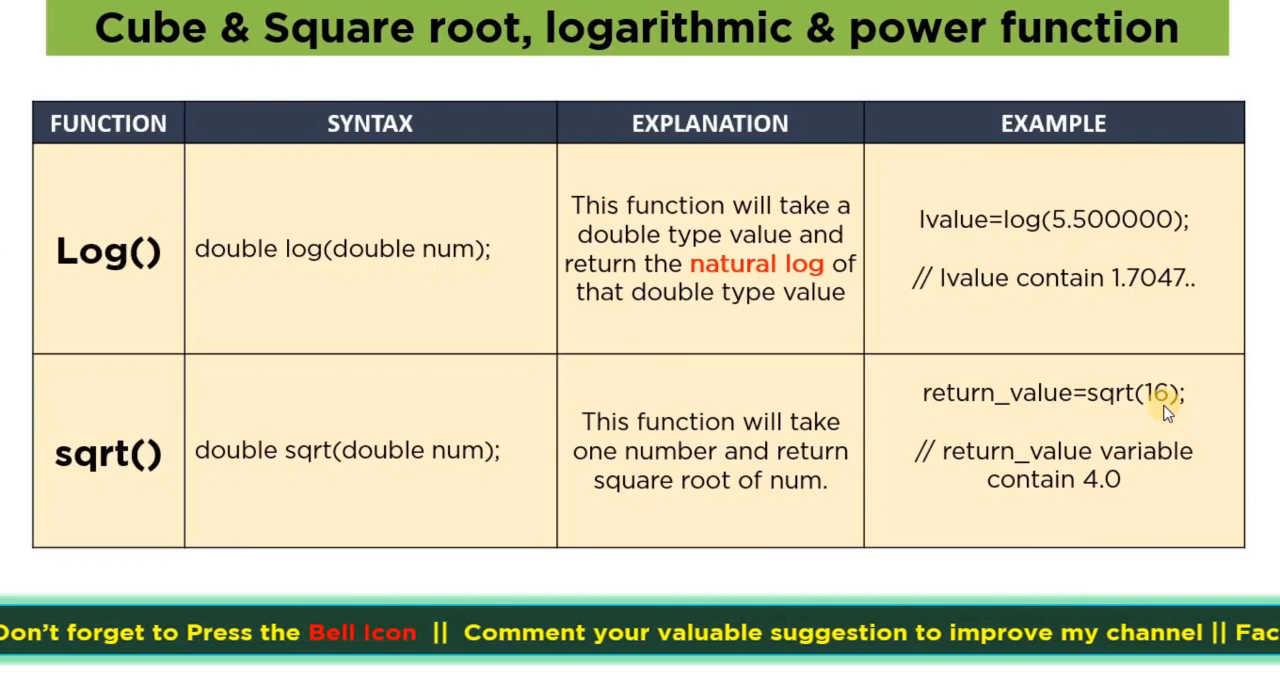 Cube & Square root, logarithmic & power function
FUNCTION SYNTAX EXPLANATION EXAMPLE
Log()
double log(double num);
This function will take a
double type value and
return the natural log of
that double type value
lvalue=log(5.500000);
// lvalue contain 1.7047..
sqrt()
double sqrt(double num);
This function will take
one number and return
square root of num.
return_value=sqrt(16);
// return_value variable
contain 4.0
Don't forget to Press the Bell Icon || Comment your valuable suggestion to improve my channel || Fac